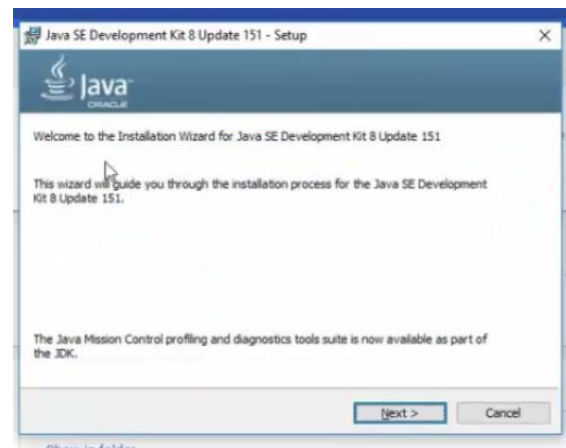 Java SE Development Kit 8 Update 151 - Setup
Java
ORACLE
Welcome to the Installation Wizard for Java SE Development Kit 8 Update 151
This wizard will guide you through the installation process for the Java SE Development
Kit 8 Update 151.
The Java Mission Control profiling and diagnostics tools suite is now available as part of
the JDK.
Next >
Cancel
Show in folder